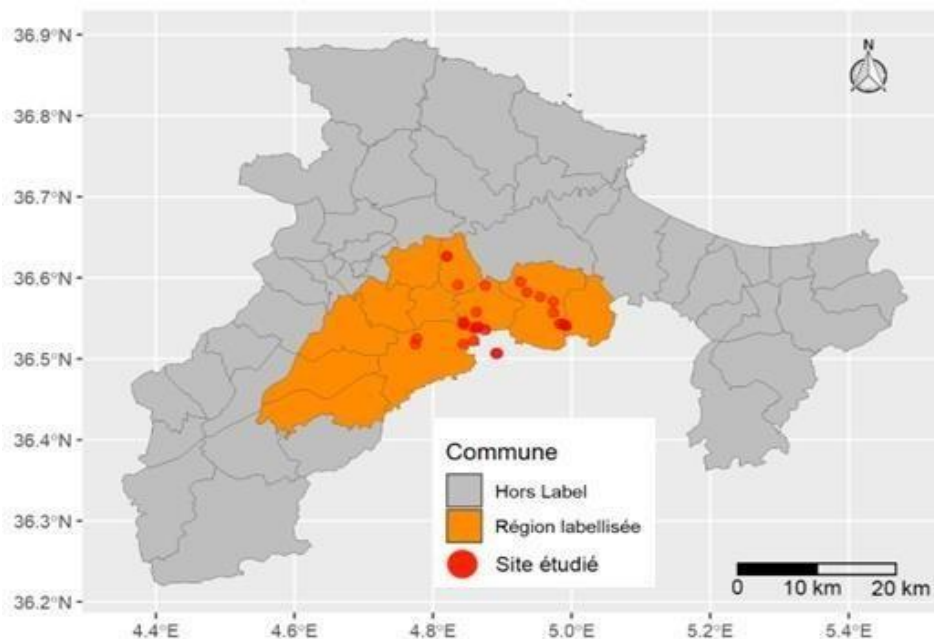 N
36.9°N
36.8°N
36.7°N
36.6°N
36.5°N
36.4°N
36.3°N
36.2°N
Commune
Hors Label
Région labellisée
Site étudié
0 10 km 20 km
4.4°E 4.6°E 4.8°E 5.0°E 5.2°E 5.4°E